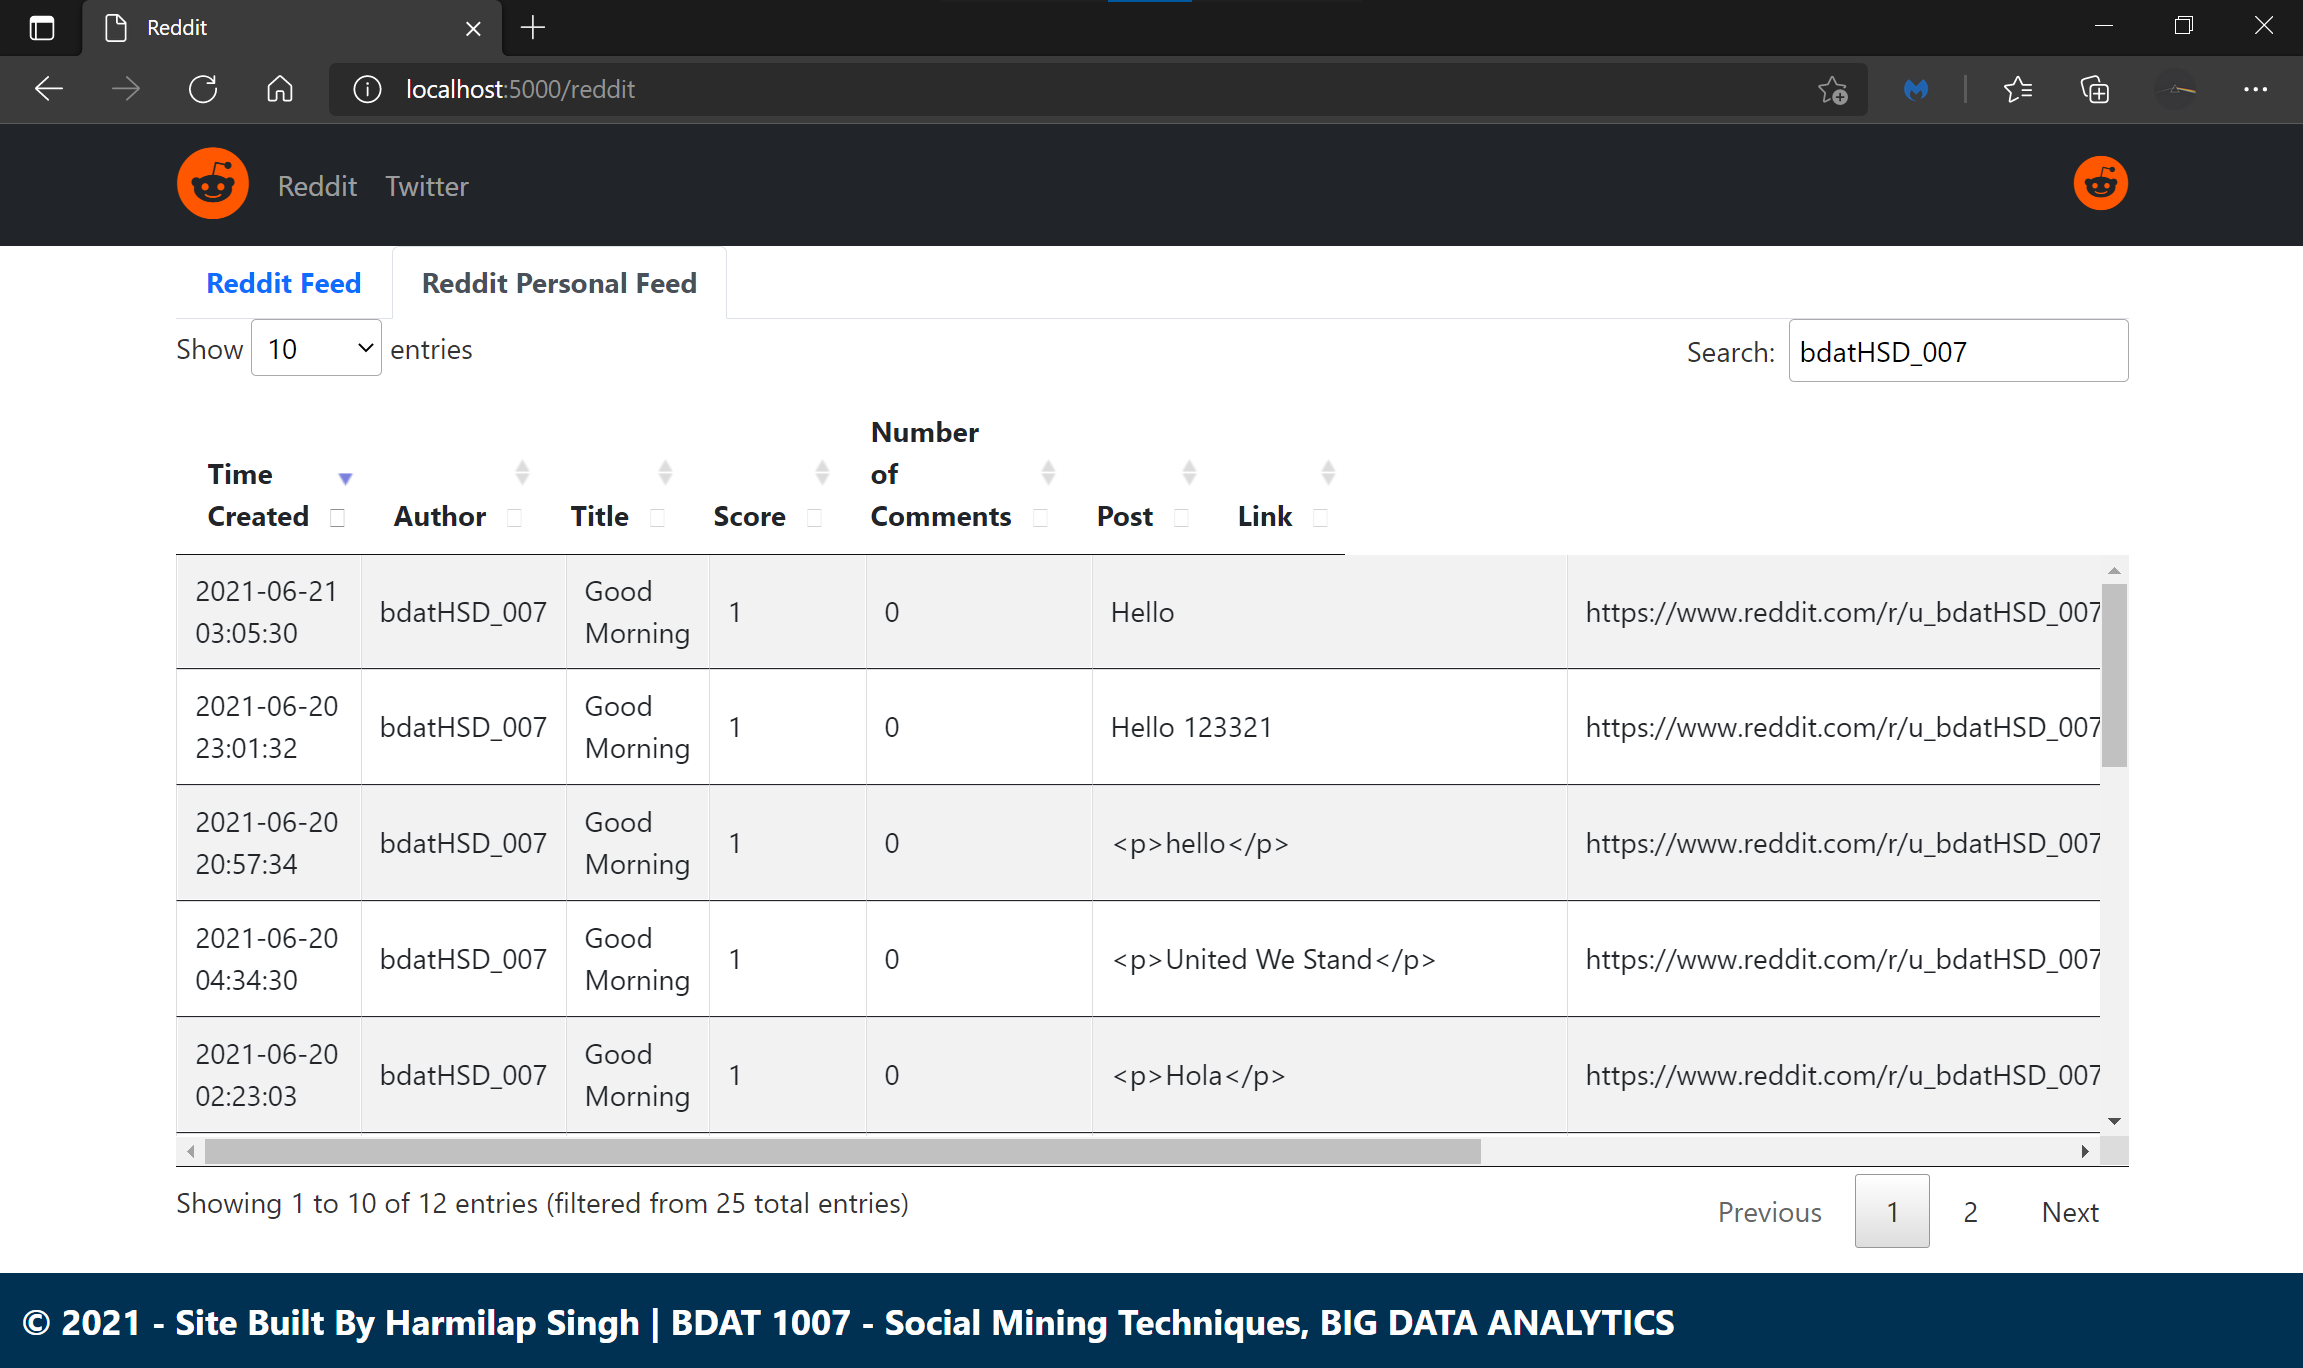 Reddit
localhost:5000/reddit
Reddit Twitter
Reddit Feed Reddit Personal Feed
Show 10 entries Search: bdatHSD_007
Time Created Author Title Score Number of Comments Post Link
2021-06-21 03:05:30 bdatHSD_007 Good Morning 1 0 Hello https://www.reddit.com/r/u_bdatHSD_007
2021-06-20 23:01:32 bdatHSD_007 Good Morning 1 0 Hello 123321 https://www.reddit.com/r/u_bdatHSD_007
2021-06-20 20:57:34 bdatHSD_007 Good Morning 1 0 <p>hello</p> https://www.reddit.com/r/u_bdatHSD_007
2021-06-20 04:34:30 bdatHSD_007 Good Morning 1 0 <p>United We Stand</p> https://www.reddit.com/r/u_bdatHSD_007
2021-06-20 02:23:03 bdatHSD_007 Good Morning 1 0 <p>Hola</p> https://www.reddit.com/r/u_bdatHSD_007
Showing 1 to 10 of 12 entries (filtered from 25 total entries) Previous 1 2 Next
© 2021 - Site Built By Harmilap Singh | BDAT 1007 - Social Mining Techniques, BIG DATA ANALYTICS